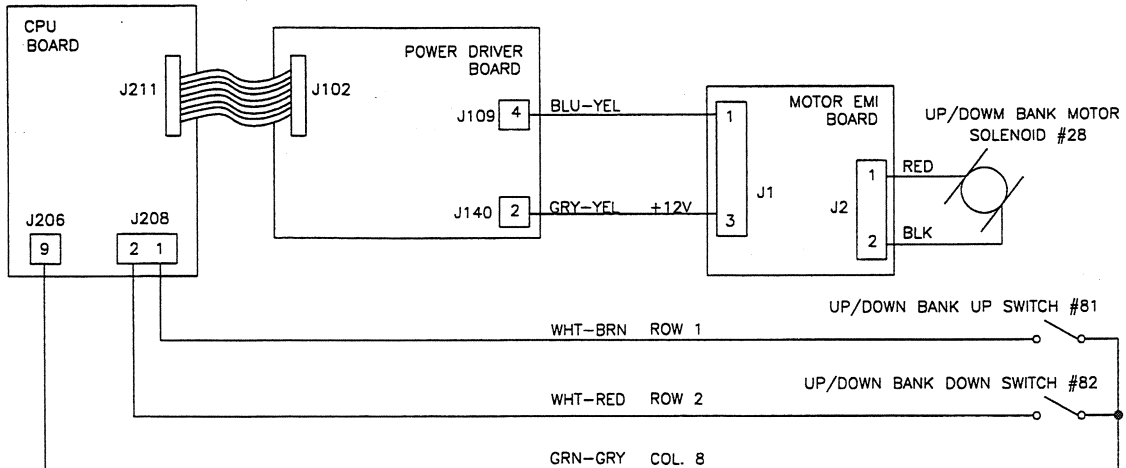 CPU
BOARD
POWER DRIVER
BOARD
J211
J102
J109
4
BLU-YEL
MOTOR EMI
BOARD
1
UP/DOWM BANK MOTOR
SOLENOID #28
J1
J2
1
RED
J140
2
GRY-YEL +12V
3
2
BLK
J206
J208
9
2 1
UP/DOWN BANK UP SWITCH #81
WHT-BRN ROW 1
UP/DOWN BANK DOWN SWITCH #82
WHT-RED ROW 2
GRN-GRY COL. 8